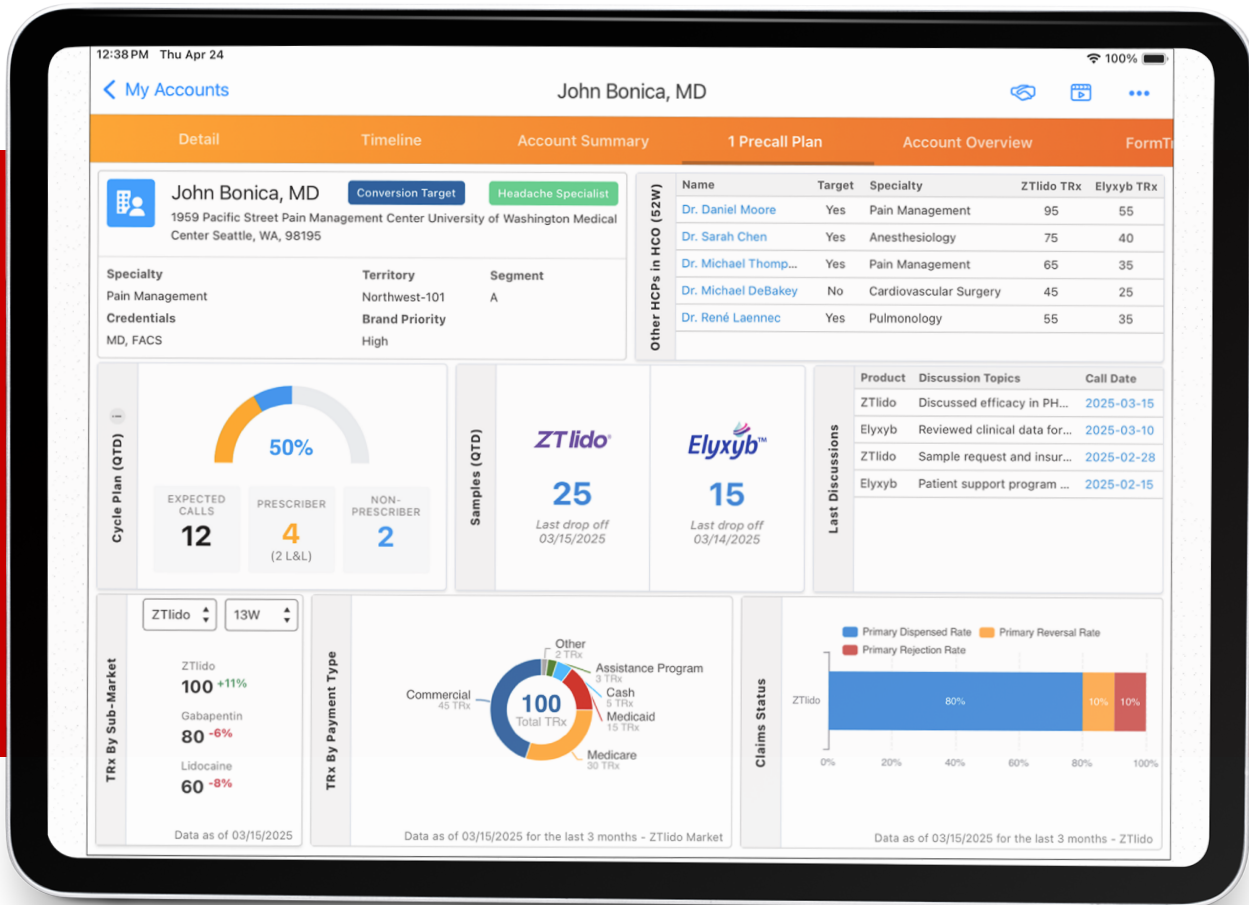 12:38 PM Thu Apr 24
100%
My Accounts
John Bonica, MD
Detail
Timeline
Account Summary
1 Precall Plan
Account Overview
FormTr
John Bonica, MD
Conversion Target
Headache Specialist
1959 Pacific Street Pain Management Center University of Washington Medical
Center Seattle, WA, 98195
Specialty
Territory
Segment
Pain Management
Northwest-101
A
Credentials
Brand Priority
MD, FACS
High
Other HCPs in HCO (52W)
Name Target Specialty ZTlido TRx Elyxyb TRx
Dr. Daniel Moore Yes Pain Management 95 55
Dr. Sarah Chen Yes Anesthesiology 75 40
Dr. Michael Thomp... Yes Pain Management 65 35
Dr. Michael DeBakey No Cardiovascular Surgery 45 25
Dr. René Laennec Yes Pulmonology 55 35
Cycle Plan (QTD) i
50%
EXPECTED
CALLS
12
PRESCRIBER
4
(2 L&L)
NON-
PRESCRIBER
2
Samples (QTD)
ZTlido®
25
Last drop off
03/15/2025
Elyxyb™
15
Last drop off
03/14/2025
Last Discussions
Product Discussion Topics Call Date
ZTlido Discussed efficacy in PH... 2025-03-15
Elyxyb Reviewed clinical data for... 2025-03-10
ZTlido Sample request and insur... 2025-02-28
Elyxyb Patient support program ... 2025-02-15
TRx By Sub-Market
ZTlido
13W
ZTlido
100 +11%
Gabapentin
80 -6%
Lidocaine
60 -8%
Data as of 03/15/2025
TRx By Payment Type
Other
2 TRx
Assistance Program
3 TRx
Cash
5 TRx
Medicaid
15 TRx
Medicare
30 TRx
Commercial
45 TRx
100
Total TRx
Data as of 03/15/2025 for the last 3 months - ZTlido Market
Claims Status
Primary Dispensed Rate
Primary Reversal Rate
Primary Rejection Rate
ZTlido
80%
10%
10%
0% 20% 40% 60% 80% 100%
Data as of 03/15/2025 for the last 3 months - ZTlido